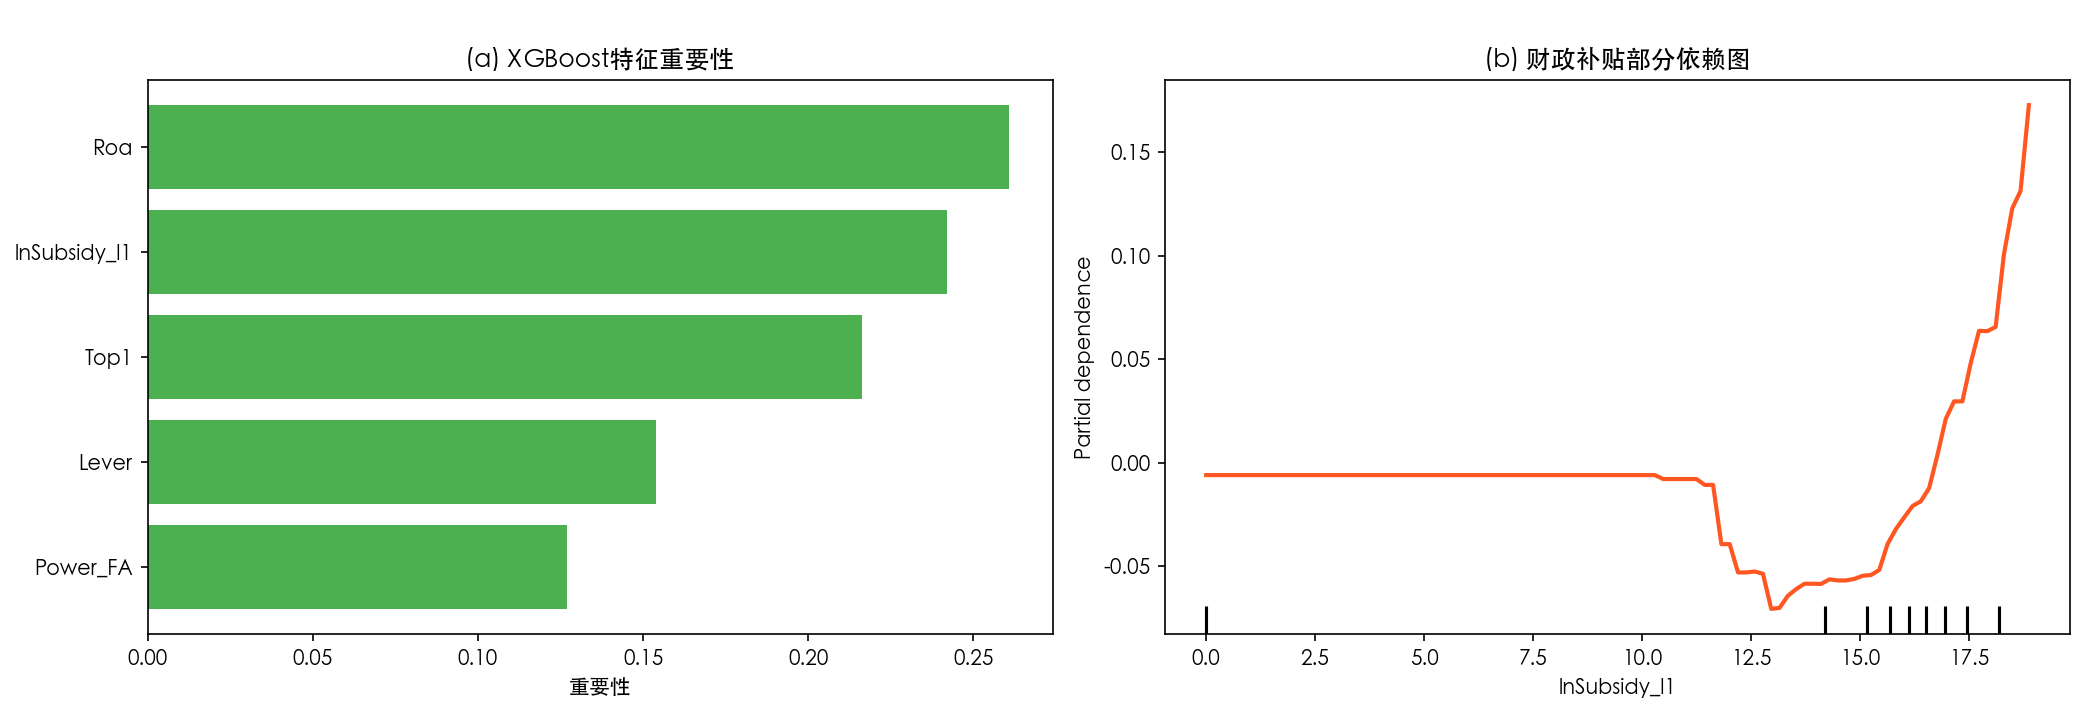 (a) XGBoost特征重要性
Roa
lnSubsidy_l1
Top1
Lever
Power_FA
0.00 0.05 0.10 0.15 0.20 0.25
重要性
(b) 财政补贴部分依赖图
Partial dependence
0.15
0.10
0.05
0.00
-0.05
0.0 2.5 5.0 7.5 10.0 12.5 15.0 17.5
lnSubsidy_l1